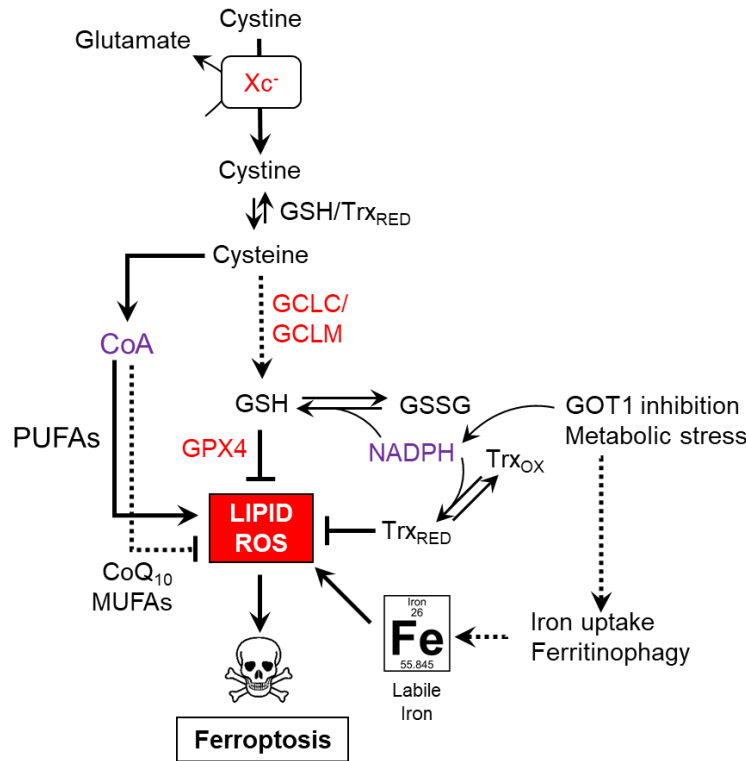 Cystine
Glutamate
Xc-
Cystine
GSH/TrxRED
Cysteine
GCLC/
GCLM
CoA
GSH
GSSG
GOT1 inhibition
Metabolic stress
PUFAs
GPX4
NADPH
TrxOX
LIPID
ROS
TrxRED
CoQ10
MUFAs
Iron
26
Fe
55.845
Iron uptake
Ferritinophagy
Labile
Iron
Ferroptosis